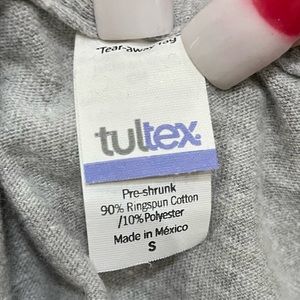 Tear-away Tag
tultex.
Pre-shrunk
90% Ringspun Cotton
/10% Polyester
Made in México
S